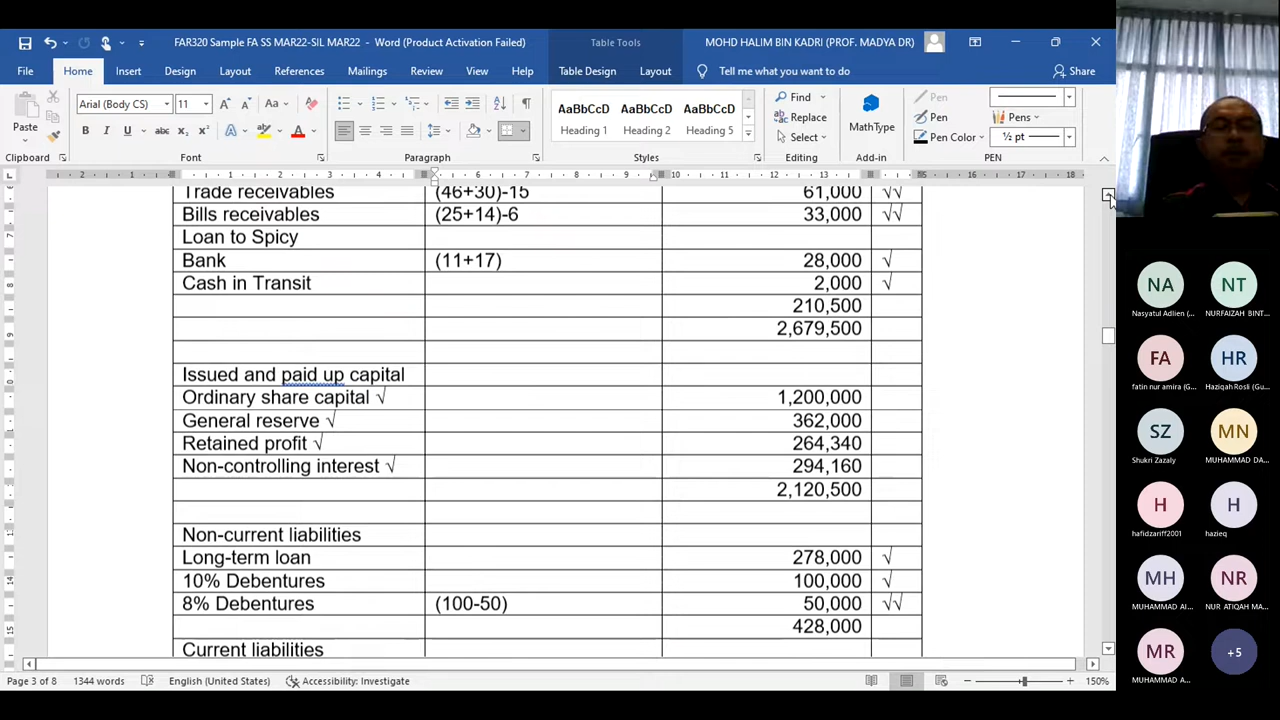 FAR320 Sample FA SS MAR22-SIL MAR22 - Word (Product Activation Failed)
Table Tools
MOHD HALIM BIN KADRI (PROF. MADYA DR)
File Home Insert Design Layout References Mailings Review View Help Table Design Layout Tell me what you want to do Share
Paste
Arial (Body CS) 11
AaBbCcD AaBbCcD AaBbCcD
Heading 1 Heading 2 Heading 5
Find
Replace
Select
MathType
Pen
Pen
Pen Color
Pens
½ pt
Clipboard Font Paragraph Styles Editing Add-in PEN
Trade receivables (46+30)-15 61,000 √√
Bills receivables (25+14)-6 33,000 √√
Loan to Spicy
Bank (11+17) 28,000 √
Cash in Transit 2,000 √
210,500
2,679,500
Issued and paid up capital
Ordinary share capital √ 1,200,000
General reserve √ 362,000
Retained profit √ 264,340
Non-controlling interest √ 294,160
2,120,500
Non-current liabilities
Long-term loan 278,000 √
10% Debentures 100,000 √
8% Debentures (100-50) 50,000 √√
428,000
Current liabilities
Page 3 of 8 1344 words English (United States) Accessibility: Investigate 150%
NA NT
Nasyatul Adlien ( NURFAIZAH BINT...
FA HR
fatin nur amira (G... Haziqah Rosli (Gu...
SZ MN
Shukri Zazaly MUHAMMAD DA...
H H
hafidzariff2001 hazieq
MH NR
MUHAMMAD AI... NUR ATIQAH MA...
MR +5
MUHAMMAD A...